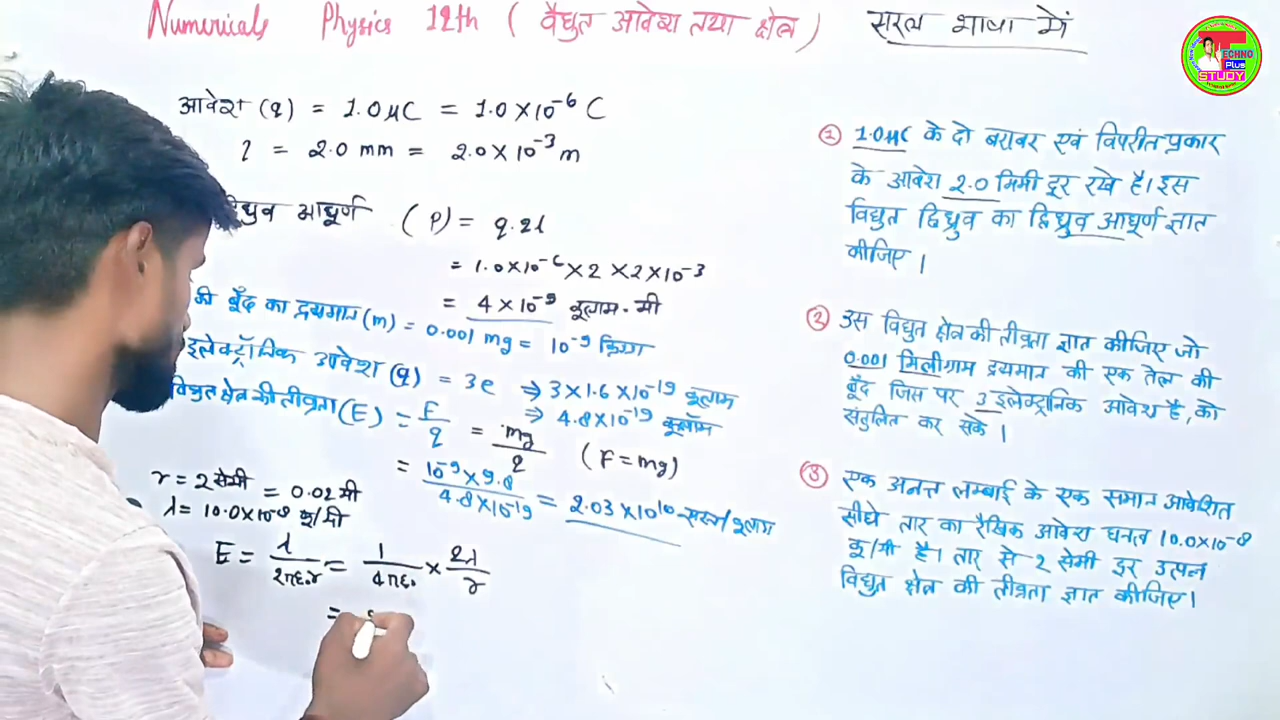 Numericals Physics 12th ( वैद्युत आवेश तथा क्षेत्र ) सरल भाषा में
TECHNO
Plus
STUDY
आवेश (q) = 1.0 μC = 1.0 × 10⁻⁶ C
l = 2.0 mm = 2.0 × 10⁻³ m
आघूर्ण (P) = q.2l
= 1.0×10⁻⁶ × 2 × 2×10⁻³
= 4 × 10⁻⁹ कूलाम. मी
की बूँद का द्रव्यमान (m) = 0.001 mg = 10⁻⁹ किग्रा
इलेक्ट्रॉनिक आवेश (q) = 3e ⇒ 3 × 1.6 × 10⁻¹⁹ कूलाम
⇒ 4.8 × 10⁻¹⁹ कूलॉम
विद्युत क्षेत्र की तीव्रता (E) = F/q = mg/q (F = mg)
= 10⁻⁹ × 9.8 / 4.8 × 10⁻¹⁹ = 2.03 × 10¹⁰
r = 2 सेमी = 0.02 मी
λ = 10.0×10⁻⁸ कू/मी
E = λ/2πε₀r = 1/4πε₀ × 2λ/r
=
① 1.0 μC के दो बराबर एवं विपरीत प्रकार
के आवेश 2.0 मिमी दूर रखे है। इस
विधुत द्विध्रुव का द्विध्रुव आघूर्ण ज्ञात
कीजिए ।
② उस विद्युत क्षेत्र की तीव्रता ज्ञात कीजिए जो
0.001 मिलीग्राम द्रव्यमान की एक तेल की
बूँद जिस पर 3 इलेक्ट्रानिक आवेश है, को
संतुलित कर सके ।
③ एक अनन्त लम्बाई के एक समान आवेशित
सीधे तार का रैखिक आवेश घनत्व 10.0×10⁻⁸
कू/मी है। तार से 2 सेमी दूर उत्पन्न
विद्युत क्षेत्र की तीव्रता ज्ञात कीजिए।